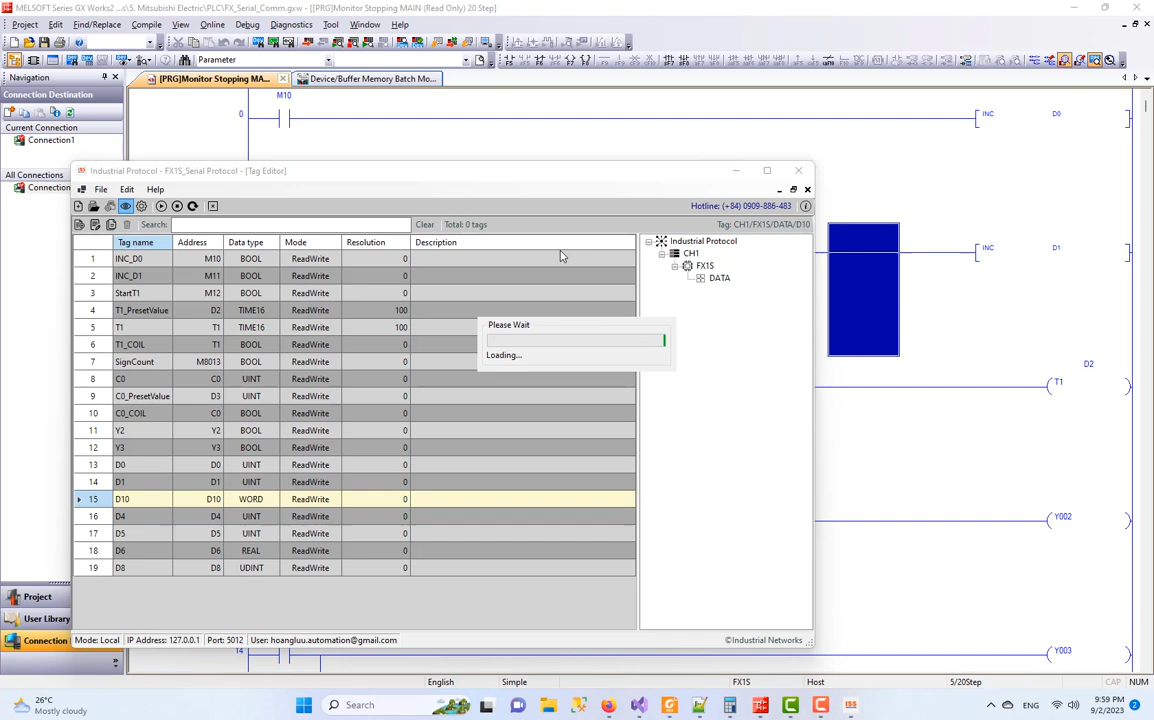 MELSOFT Series GX Works2 ...s\5. Mitsubishi Electric\PLC\FX_Serial_Comm.gxw - [[PRG]Monitor Stopping MAIN (Read Only) 20 Step]
Project Edit Find/Replace Compile View Online Debug Diagnostics Tool Window Help
Parameter
Navigation
[PRG]Monitor Stopping MA...
Device/Buffer Memory Batch Mo...
Connection Destination
Current Connection
Connection1
All Connections
Connection
M10
0
INC D0
INC D1
D2
T1
Y002
14
Y003
Industrial Protocol - FX1S_Serial Protocol - [Tag Editor]
File Edit Help
Hotline: (+84) 0909-886-483
Search: Clear Total: 0 tags Tag: CH1/FX1S/DATA/D10
Tag name Address Data type Mode Resolution Description
1 INC_D0 M10 BOOL ReadWrite 0
2 INC_D1 M11 BOOL ReadWrite 0
3 StartT1 M12 BOOL ReadWrite 0
4 T1_PresetValue D2 TIME16 ReadWrite 100
5 T1 T1 TIME16 ReadWrite 100
6 T1_COIL T1 BOOL ReadWrite 0
7 SignCount M8013 BOOL ReadWrite 0
8 C0 C0 UINT ReadWrite 0
9 C0_PresetValue D3 UINT ReadWrite 0
10 C0_COIL C0 BOOL ReadWrite 0
11 Y2 Y2 BOOL ReadWrite 0
12 Y3 Y3 BOOL ReadWrite 0
13 D0 D0 UINT ReadWrite 0
14 D1 D1 UINT ReadWrite 0
15 D10 D10 WORD ReadWrite 0
16 D4 D4 UINT ReadWrite 0
17 D5 D5 UINT ReadWrite 0
18 D6 D6 REAL ReadWrite 0
19 D8 D8 UDINT ReadWrite 0
Industrial Protocol
CH1
FX1S
DATA
Please Wait
Loading...
Mode: Local IP Address: 127.0.0.1 Port: 5012 User: hoangluu.automation@gmail.com ©Industrial Networks
Project
User Library
Connection
English Simple FX1S Host 5/20Step CAP NUM
26°C
Mostly cloudy
Search
ENG
9:59 PM
9/2/2023
2